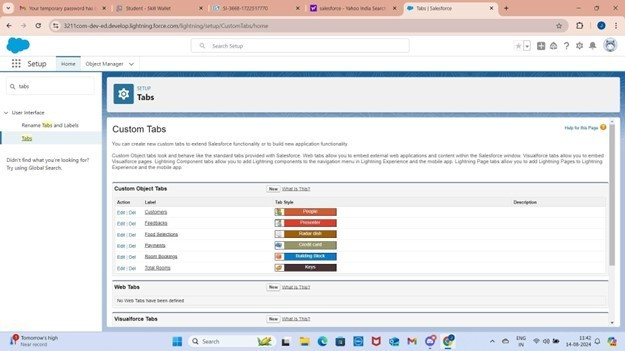 Your temporary password has
Student - Skill Wallet
SI-3688-1722517779
salesforce - Yahoo India Search
Tabs | Salesforce
3211com-dev-ed.develop.lightning.force.com/lightning/setup/CustomTabs/home
Search Setup
Setup
Home
Object Manager
tabs
User Interface
Rename Tabs and Labels
Tabs
Didn't find what you're looking for?
Try using Global Search.
SETUP
Tabs
Custom Tabs
Help for this Page
You can create new custom tabs to extend Salesforce functionality or to build new application functionality.
Custom Object Tabs look and behave like the standard tabs provided with Salesforce. Web tabs allow you to embed external web applications and content within the Salesforce window. Visualforce tabs allow you to embed
Visualforce pages. Lightning Component tabs allow you to add Lightning components to the navigation menu in Lightning Experience and the mobile app. Lightning Page tabs allow you to add Lightning Pages to Lightning
Experience and the mobile app.
Custom Object Tabs
New
What Is This?
Action Label Tab Style Description
Edit | Del Customers People
Edit | Del Feedbacks Presenter
Edit | Del Food Selections Radar dish
Edit | Del Payments Credit card
Edit | Del Room Bookings Building Block
Edit | Del Total Rooms Keys
Web Tabs
New
What Is This?
No Web Tabs have been defined
Visualforce Tabs
New
What Is This?
Tomorrow's high
Near record
Search
ENG
IN
11:42
14-09-2024